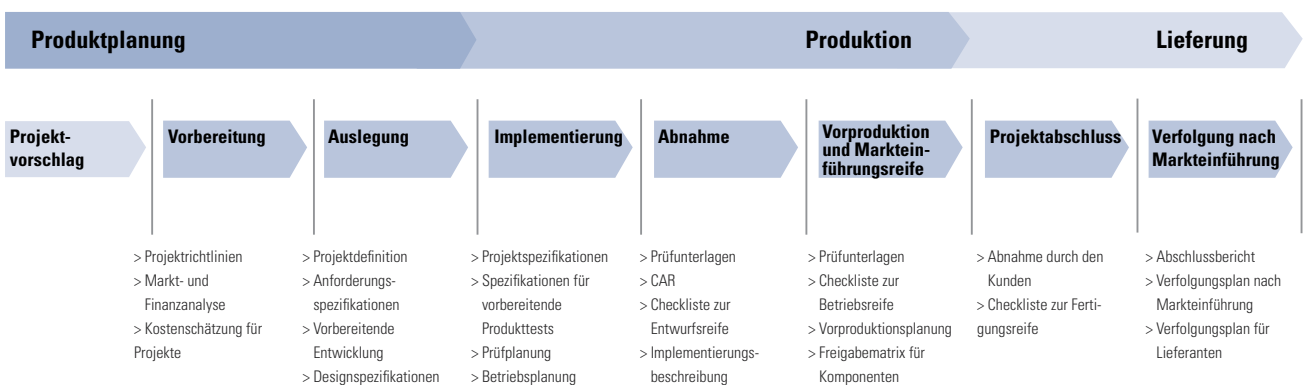 Produktplanung
Produktion
Lieferung
Projekt-
vorschlag
Vorbereitung
Auslegung
Implementierung
Abnahme
Vorproduktion
und Marktein-
führungsreife
Projektabschluss
Verfolgung nach
Markteinführung
> Projektrichtlinien
> Markt- und
Finanzanalyse
> Kostenschätzung für
Projekte
> Projektdefinition
> Anforderungs-
spezifikationen
> Vorbereitende
Entwicklung
> Designspezifikationen
> Projektspezifikationen
> Spezifikationen für
vorbereitende
Produkttests
> Prüfplanung
> Betriebsplanung
> Prüfunterlagen
> CAR
> Checkliste zur
Entwurfsreife
> Implementierungs-
beschreibung
> Prüfunterlagen
> Checkliste zur
Betriebsreife
> Vorproduktionsplanung
> Freigabematrix für
Komponenten
> Abnahme durch den
Kunden
> Checkliste zur Ferti-
gungsreife
> Abschlussbericht
> Verfolgungsplan nach
Markteinführung
> Verfolgungsplan für
Lieferanten